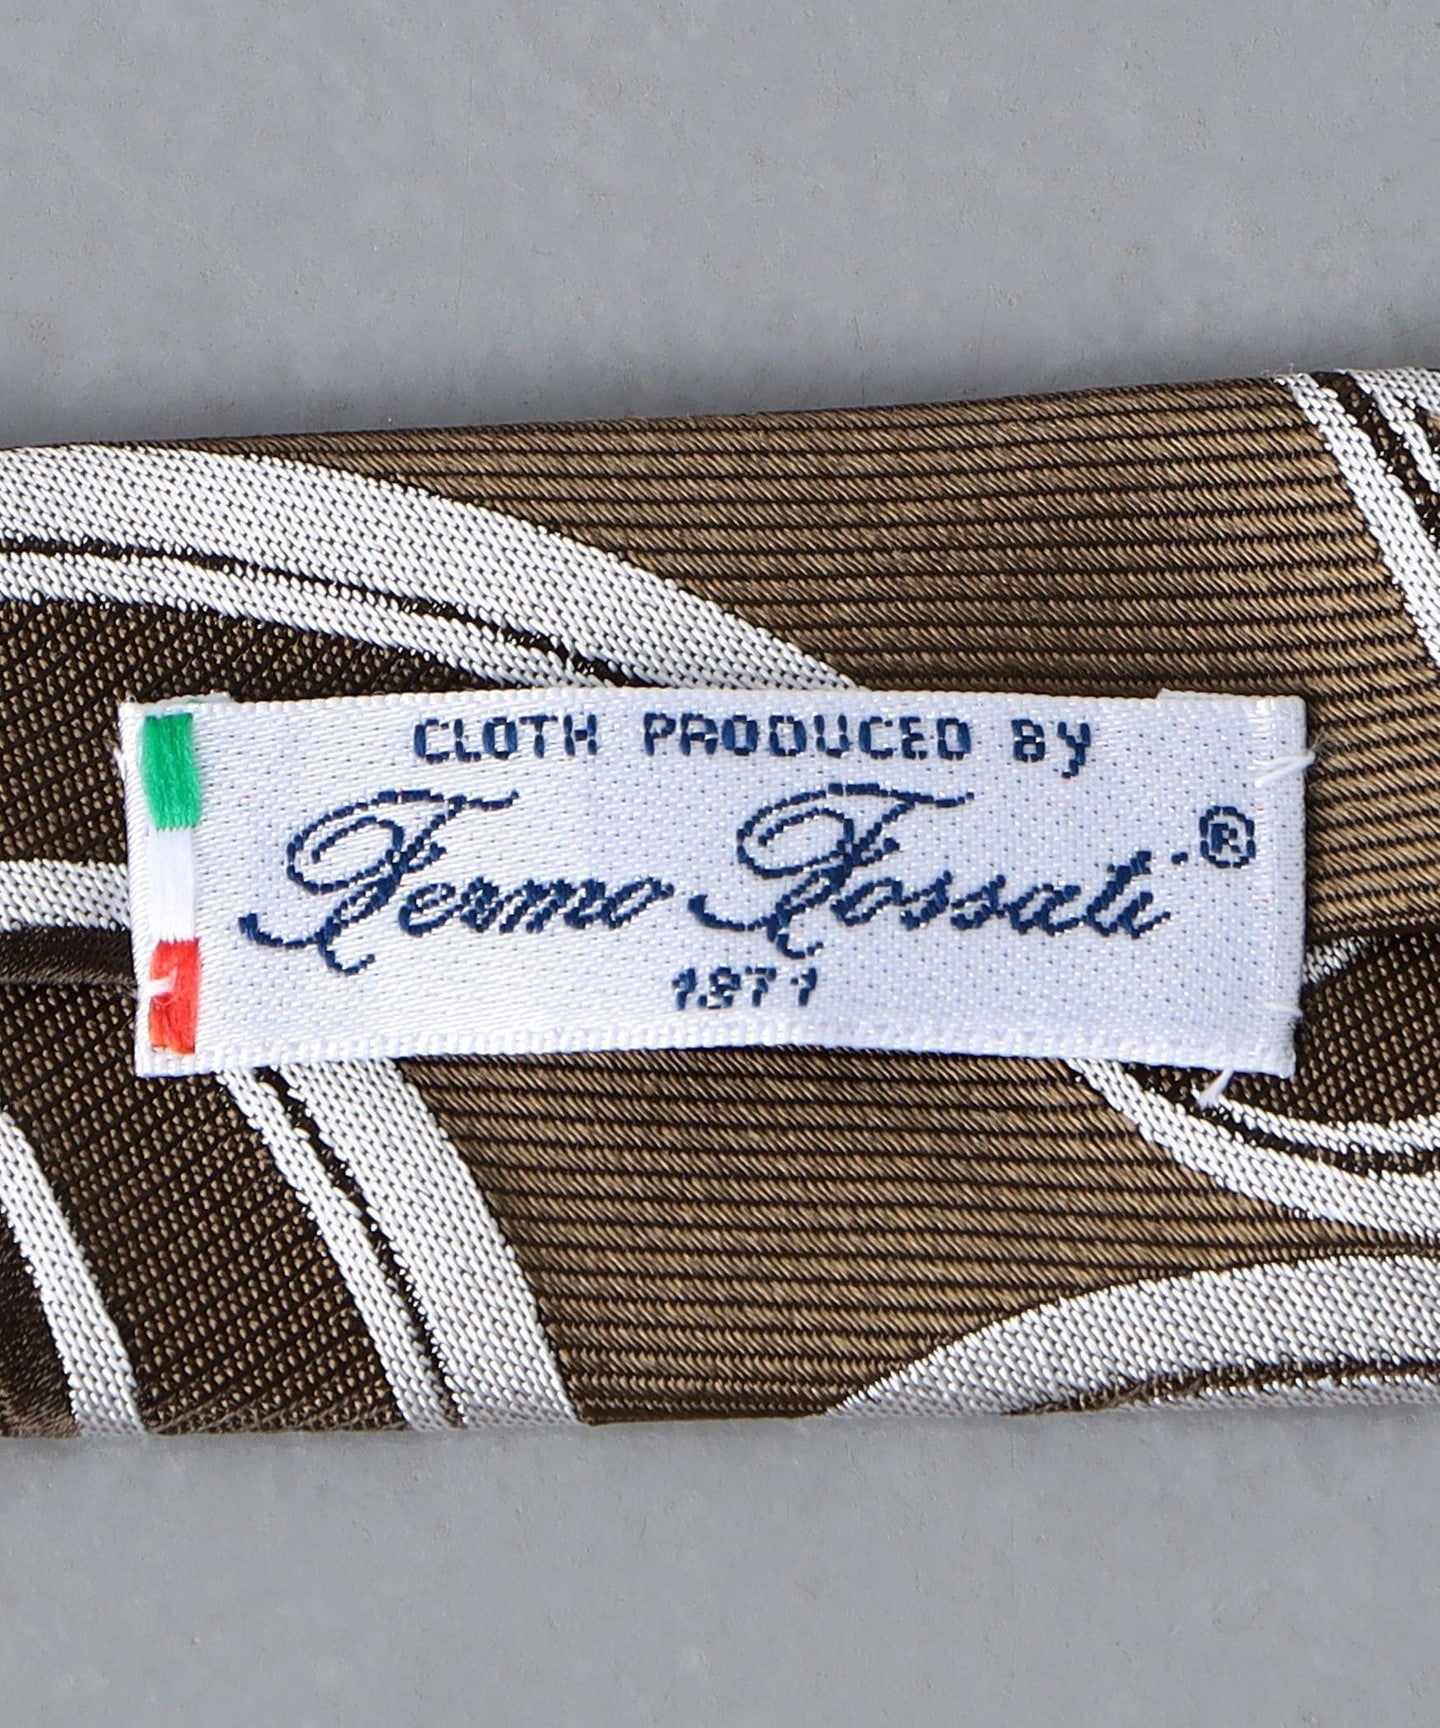 CLOTH PRODUCED BY
Fermo Fossati ®
1871